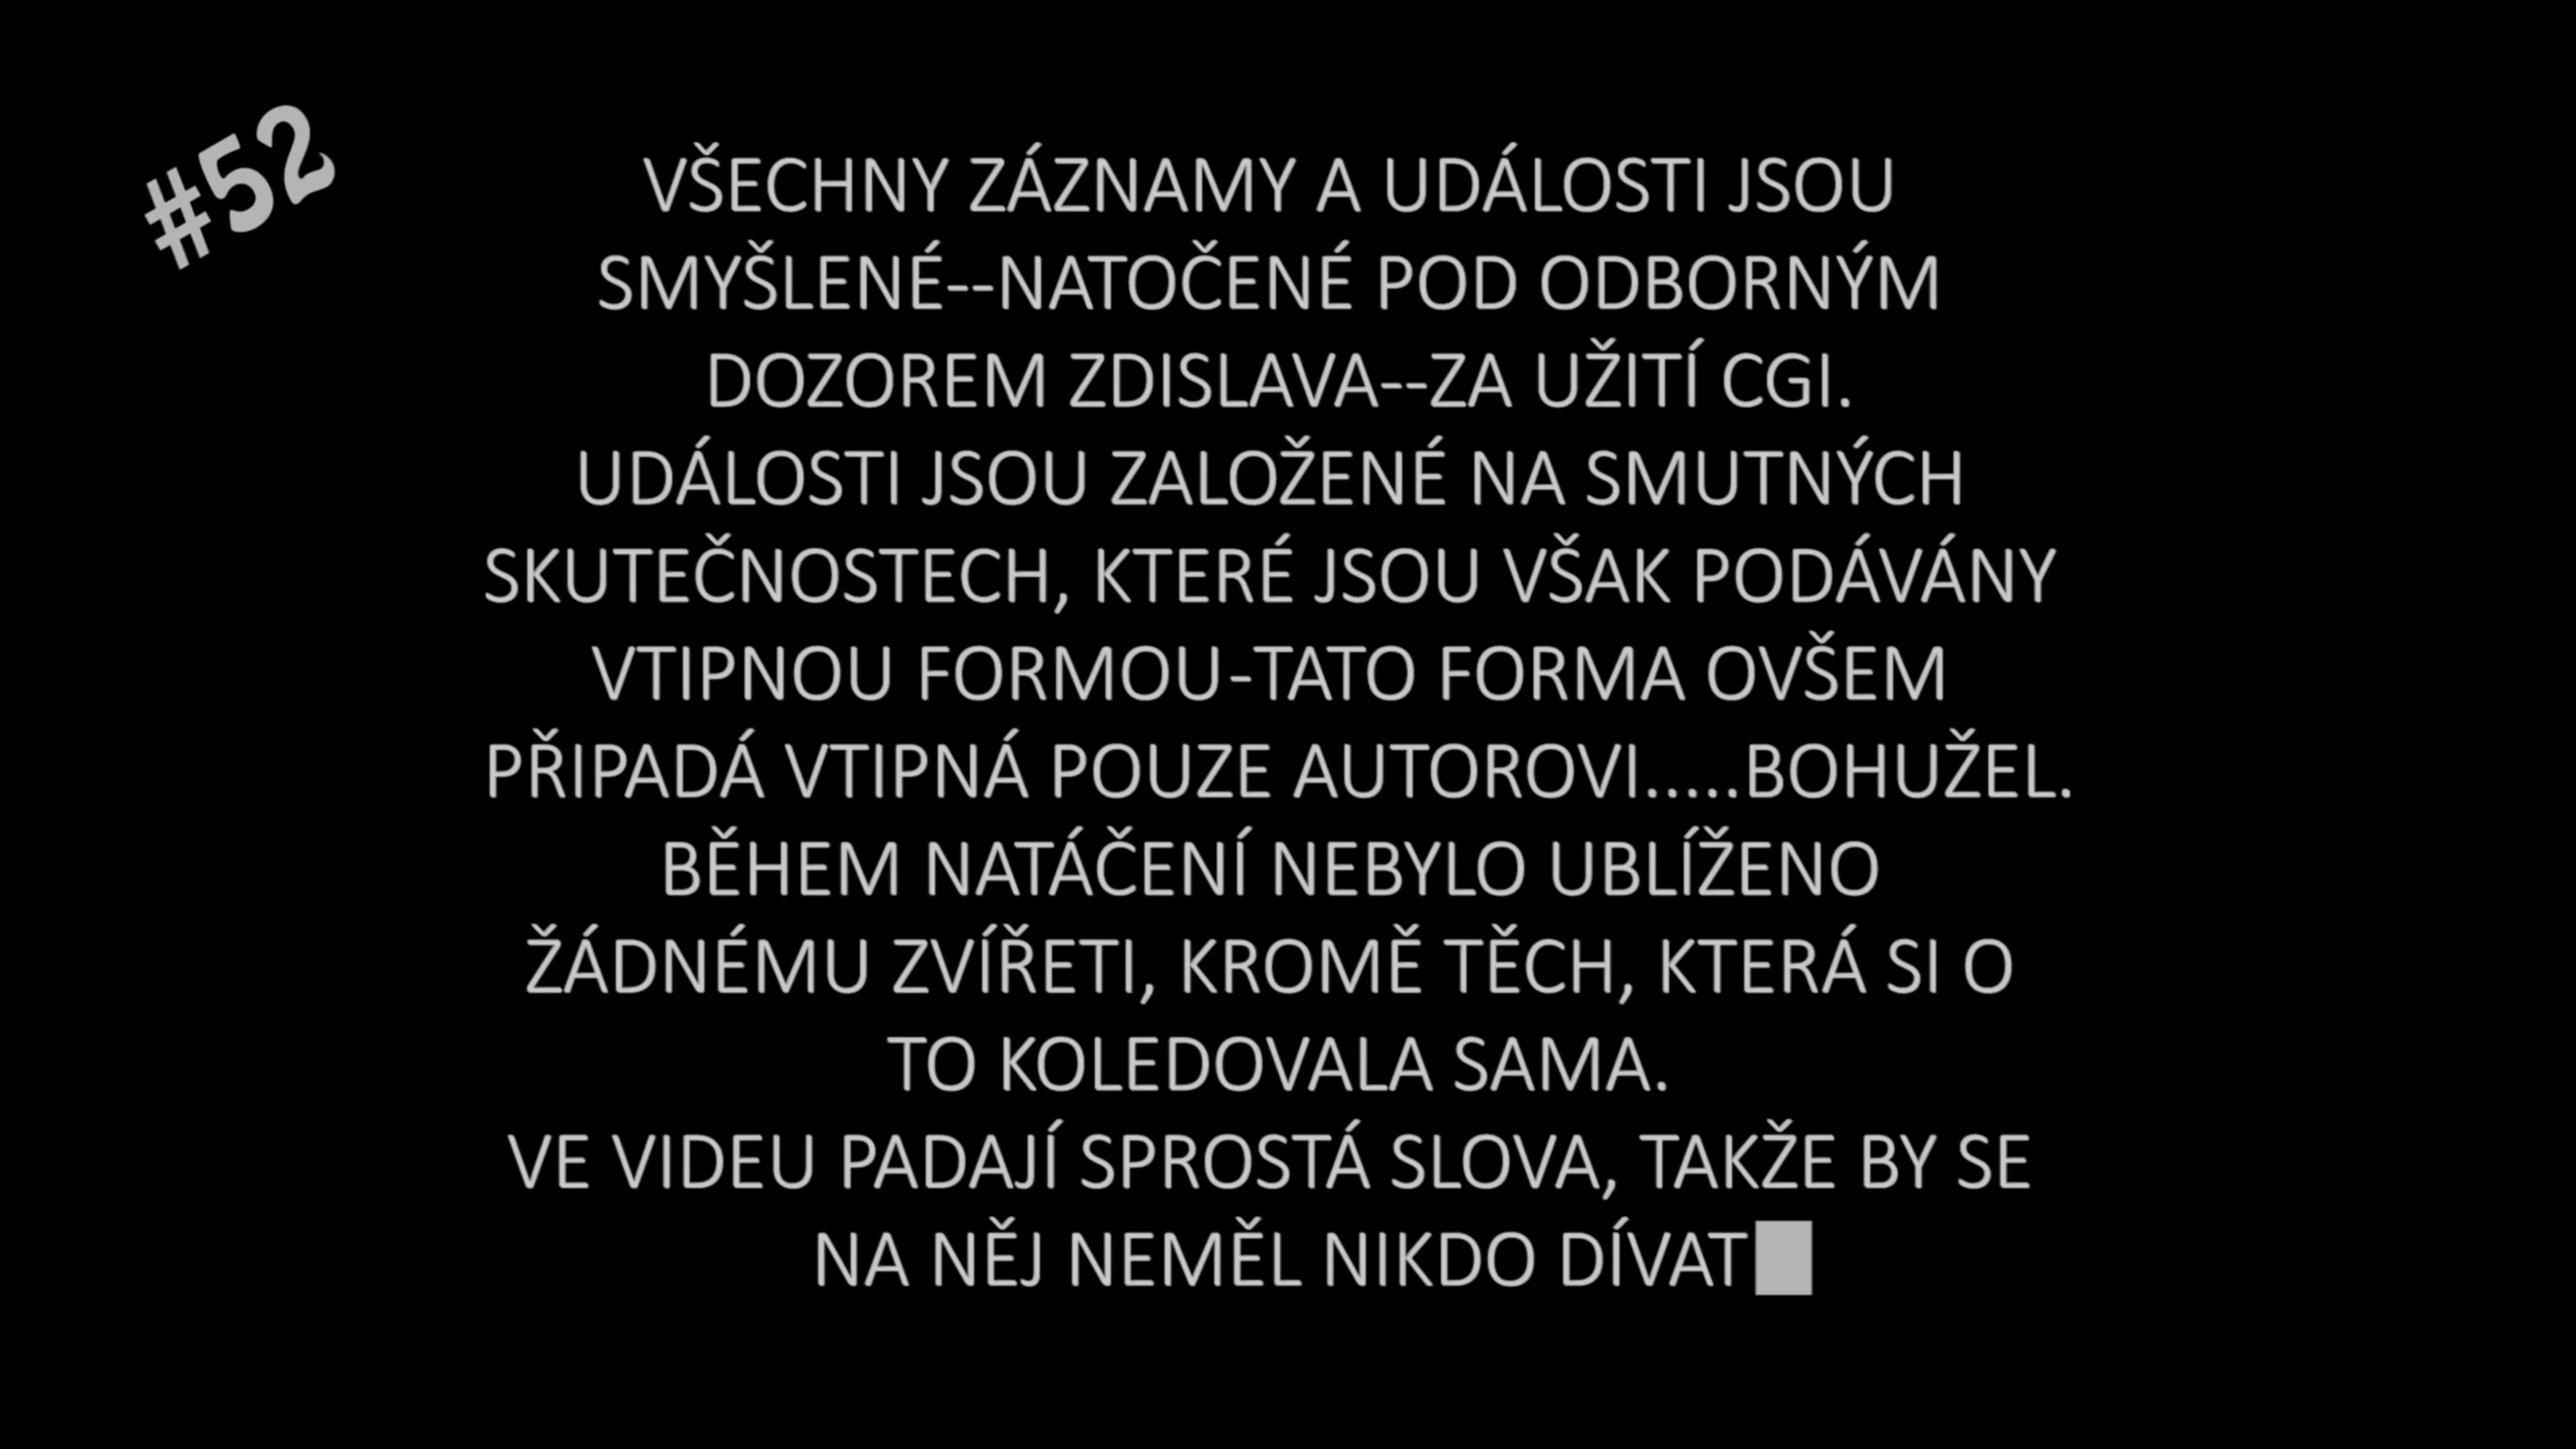 #52
VŠECHNY ZÁZNAMY A UDÁLOSTI JSOU
SMYŠLENÉ--NATOČENÉ POD ODBORNÝM
DOZOREM ZDISLAVA--ZA UŽITÍ CGI.
UDÁLOSTI JSOU ZALOŽENÉ NA SMUTNÝCH
SKUTEČNOSTECH, KTERÉ JSOU VŠAK PODÁVÁNY
VTIPNOU FORMOU-TATO FORMA OVŠEM
PŘIPADÁ VTIPNÁ POUZE AUTOROVI.....BOHUŽEL.
BĚHEM NATÁČENÍ NEBYLO UBLÍŽENO
ŽÁDNÉMU ZVÍŘETI, KROMĚ TĚCH, KTERÁ SI O
TO KOLEDOVALA SAMA.
VE VIDEU PADAJÍ SPROSTÁ SLOVA, TAKŽE BY SE
NA NĚJ NEMĚL NIKDO DÍVAT